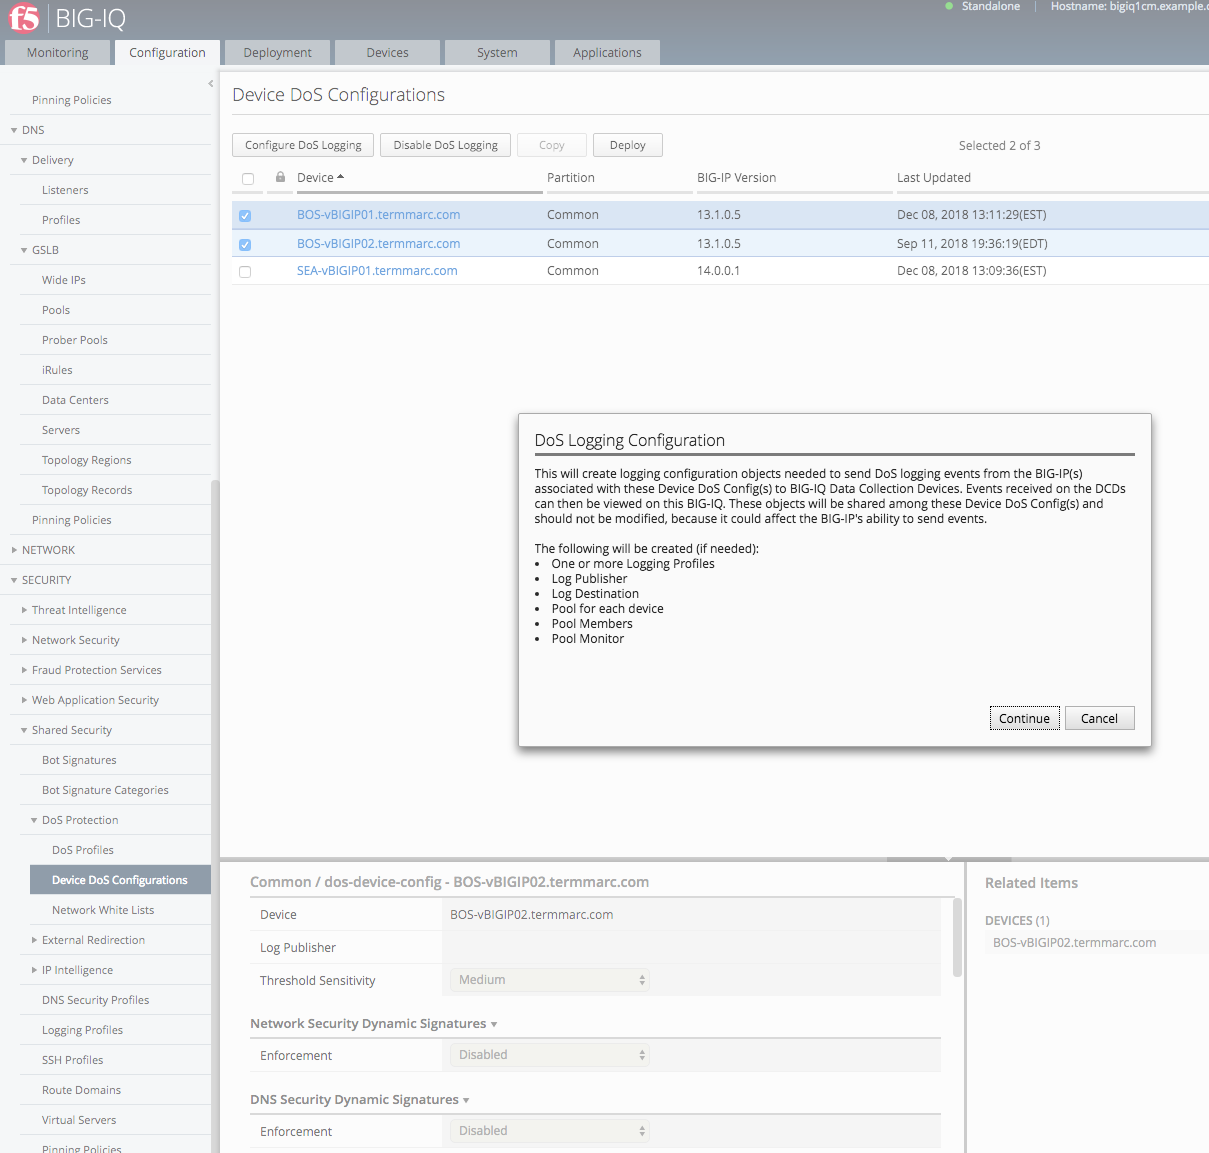 f5 BIG-IQ
Standalone
Hostname: bigiq1cm.example.c
Monitoring
Configuration
Deployment
Devices
System
Applications
Pinning Policies
DNS
Delivery
Listeners
Profiles
GSLB
Wide IPs
Pools
Prober Pools
iRules
Data Centers
Servers
Topology Regions
Topology Records
Pinning Policies
NETWORK
SECURITY
Threat Intelligence
Network Security
Fraud Protection Services
Web Application Security
Shared Security
Bot Signatures
Bot Signature Categories
DoS Protection
DoS Profiles
Device DoS Configurations
Network White Lists
External Redirection
IP Intelligence
DNS Security Profiles
Logging Profiles
SSH Profiles
Route Domains
Virtual Servers
Pinning Policies
Device DoS Configurations
Configure DoS Logging
Disable DoS Logging
Copy
Deploy
Selected 2 of 3
Device Partition BIG-IP Version Last Updated
BOS-vBIGIP01.termmarc.com Common 13.1.0.5 Dec 08, 2018 13:11:29(EST)
BOS-vBIGIP02.termmarc.com Common 13.1.0.5 Sep 11, 2018 19:36:19(EDT)
SEA-vBIGIP01.termmarc.com Common 14.0.0.1 Dec 08, 2018 13:09:36(EST)
DoS Logging Configuration
This will create logging configuration objects needed to send DoS logging events from the BIG-IP(s)
associated with these Device DoS Config(s) to BIG-IQ Data Collection Devices. Events received on the DCDs
can then be viewed on this BIG-IQ. These objects will be shared among these Device DoS Config(s) and
should not be modified, because it could affect the BIG-IP's ability to send events.
The following will be created (if needed):
• One or more Logging Profiles
• Log Publisher
• Log Destination
• Pool for each device
• Pool Members
• Pool Monitor
Continue
Cancel
Common / dos-device-config - BOS-vBIGIP02.termmarc.com
Device BOS-vBIGIP02.termmarc.com
Log Publisher
Threshold Sensitivity Medium
Network Security Dynamic Signatures
Enforcement Disabled
DNS Security Dynamic Signatures
Enforcement Disabled
Related Items
DEVICES (1)
BOS-vBIGIP02.termmarc.com